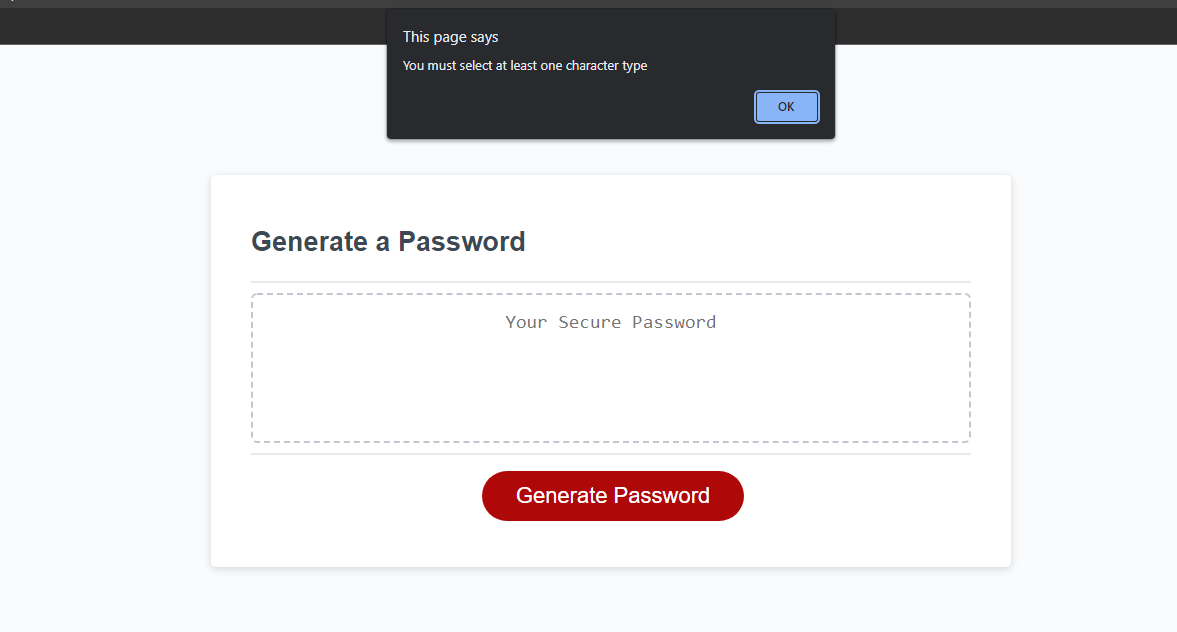 This page says
You must select at least one character type
OK
Generate a Password
Your Secure Password
Generate Password